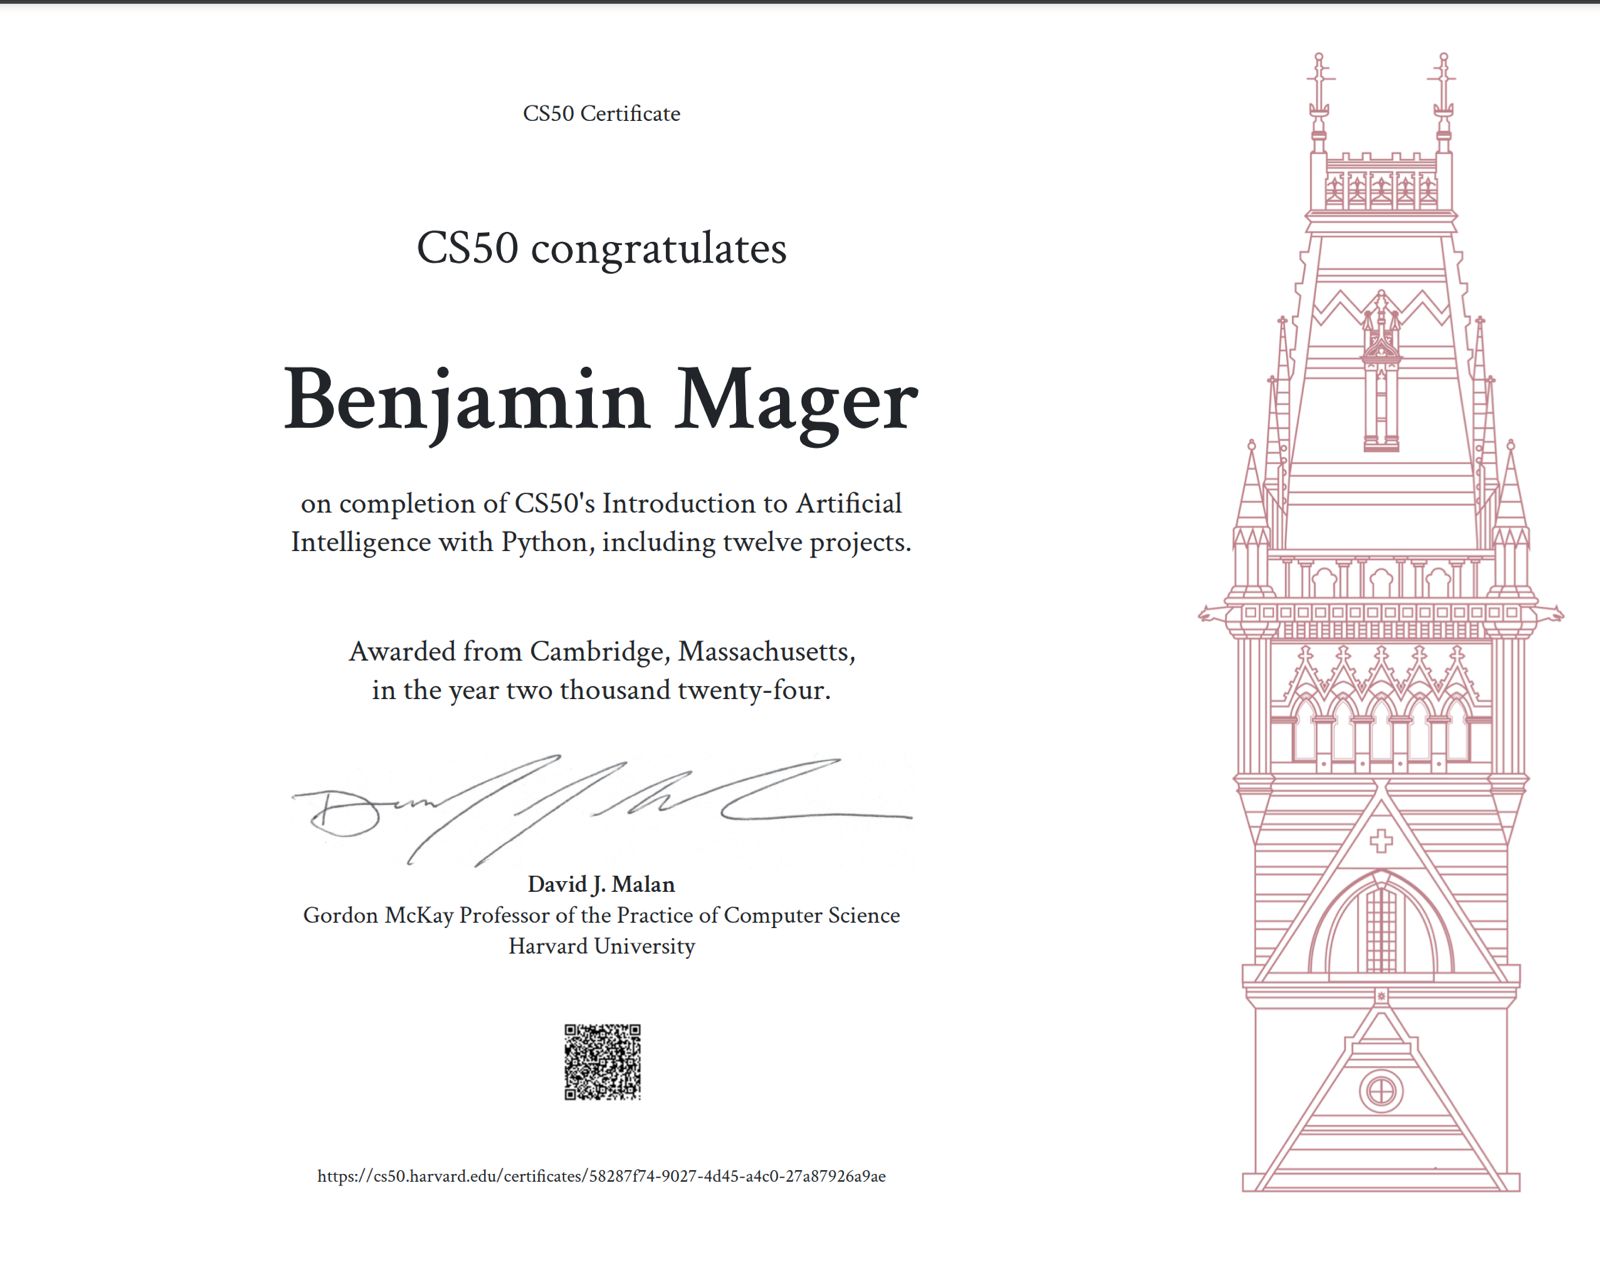 CS50 Certificate
CS50 congratulates
Benjamin Mager
on completion of CS50's Introduction to Artificial
Intelligence with Python, including twelve projects.
Awarded from Cambridge, Massachusetts,
in the year two thousand twenty-four.
David J. Malan
Gordon McKay Professor of the Practice of Computer Science
Harvard University
https://cs50.harvard.edu/certificates/58287f74-9027-4d45-a4c0-27a87926a9ae